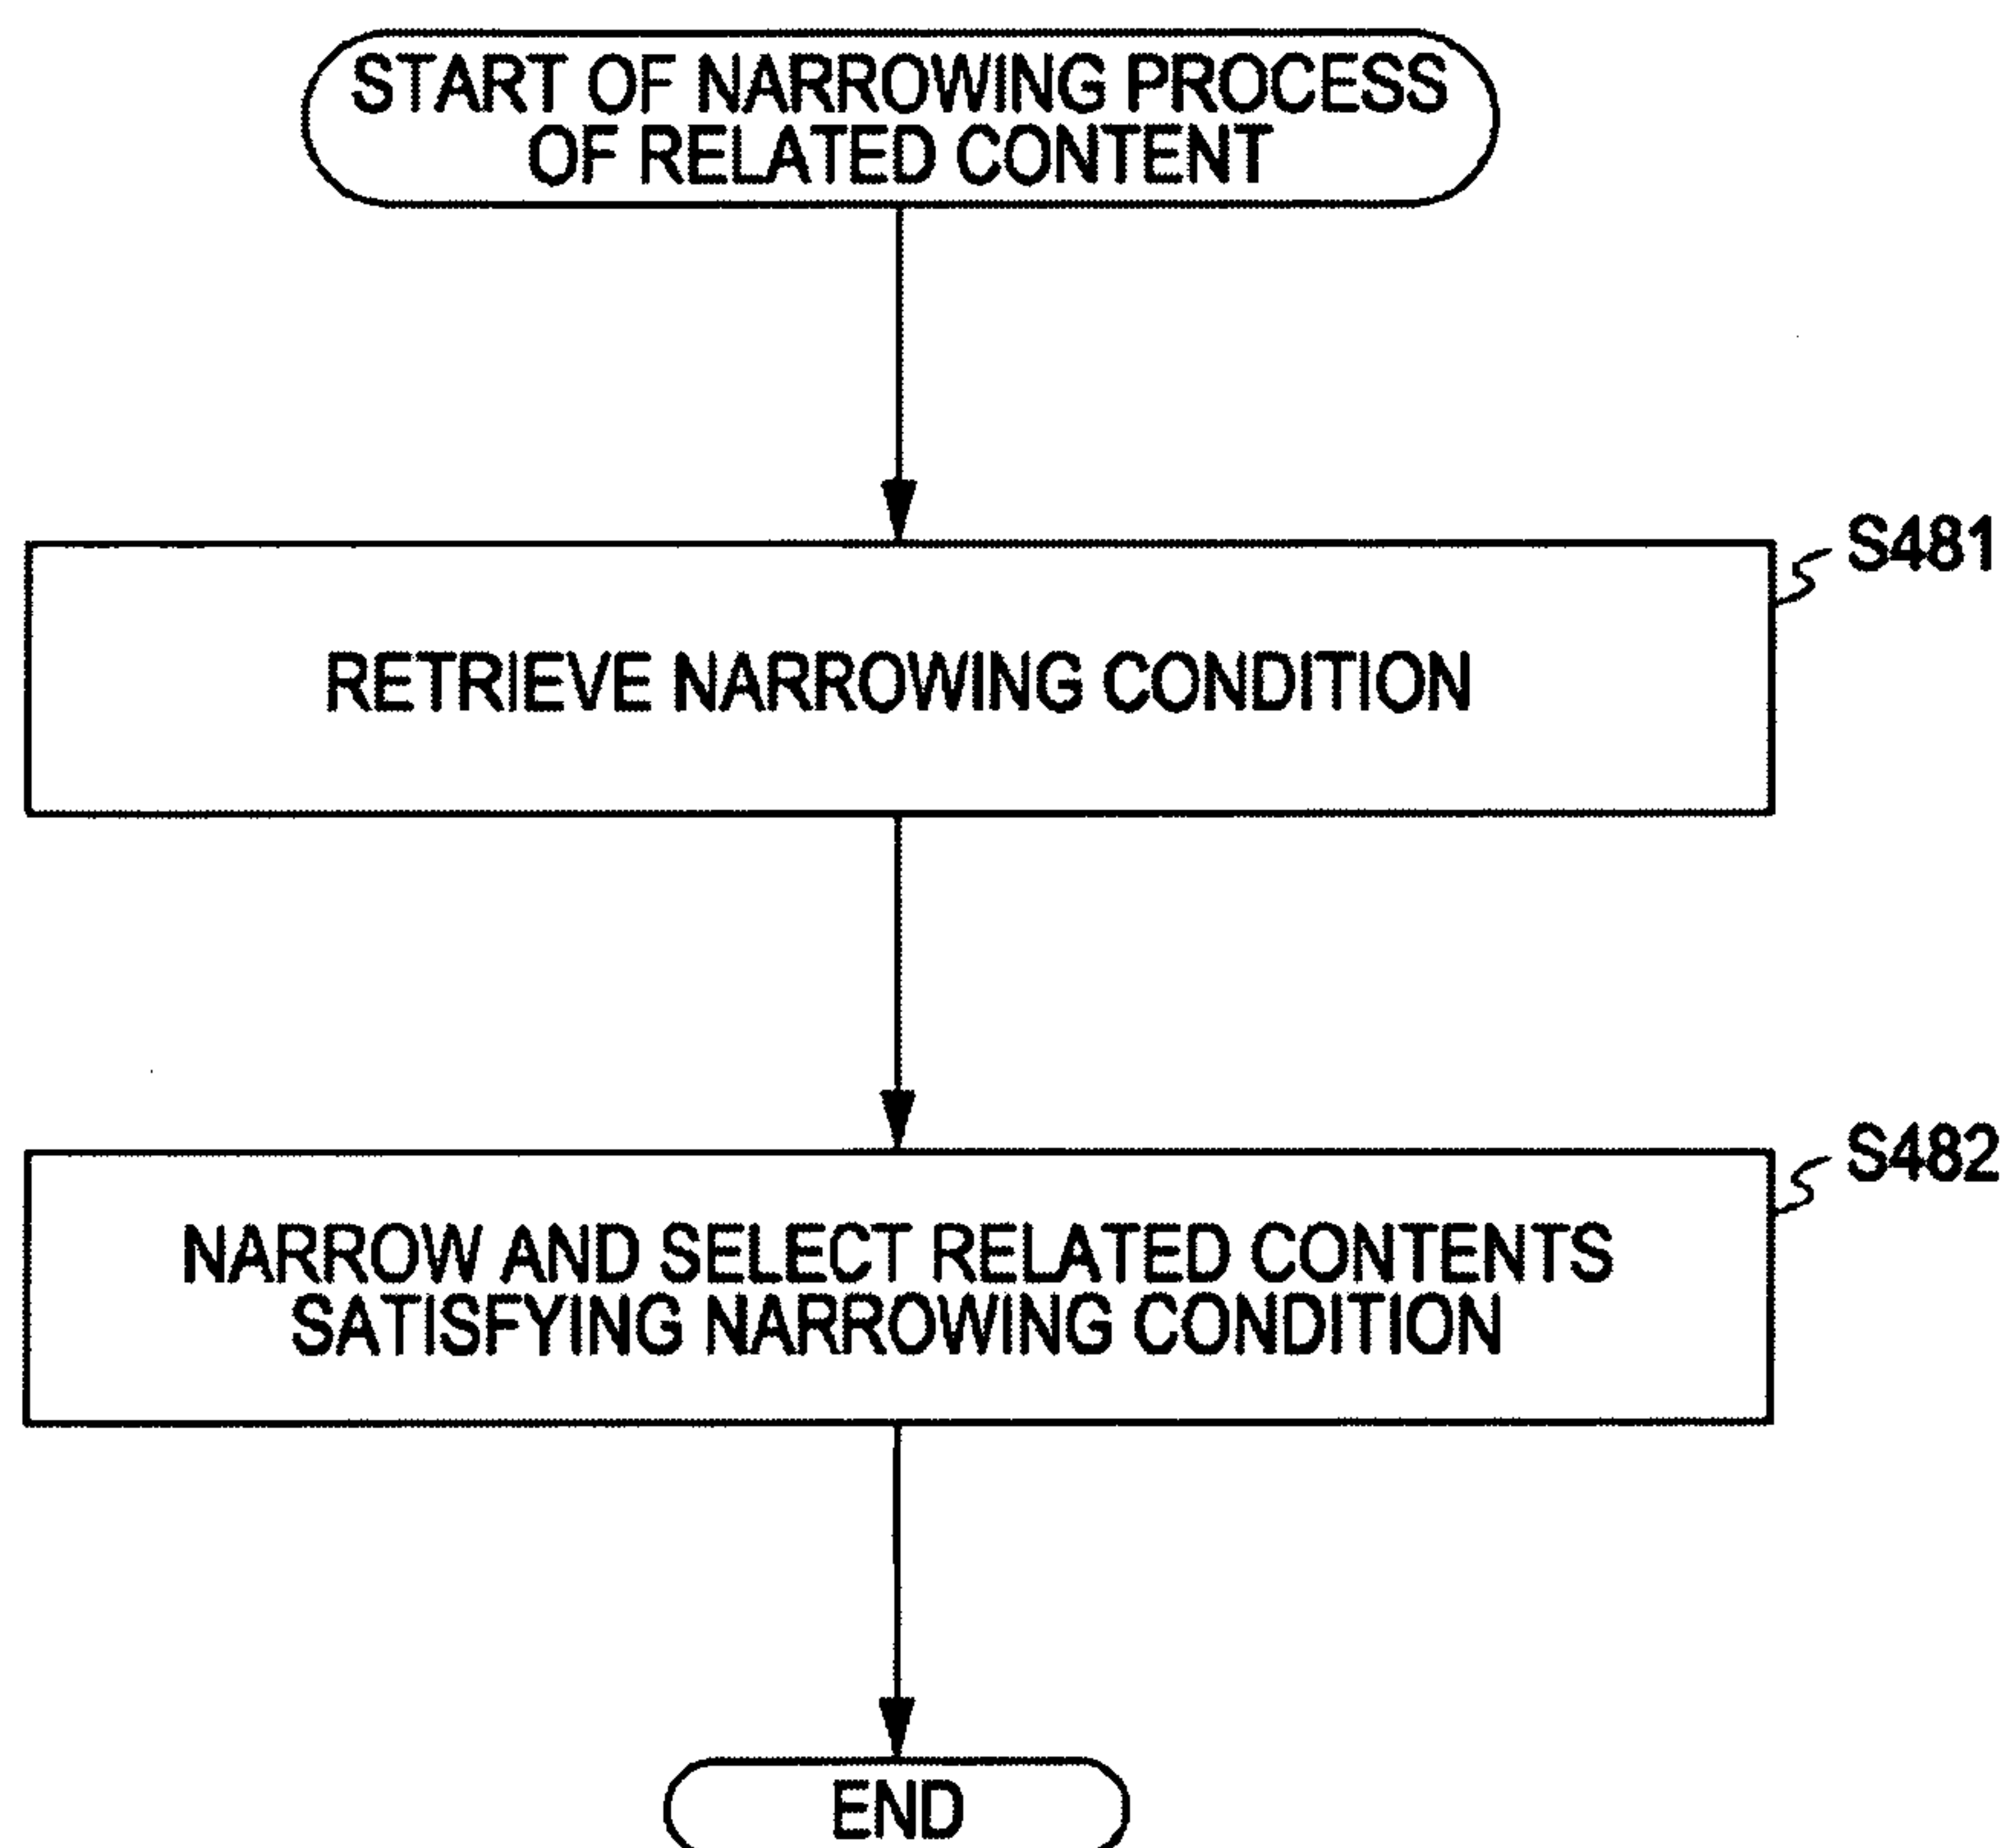 START OF NARROWING PROCESS
OF RELATED CONTENT
S481
RETRIEVE NARROWING CONDITION
S482
NARROW AND SELECT RELATED CONTENTS
SATISFYING NARROWING CONDITION
END